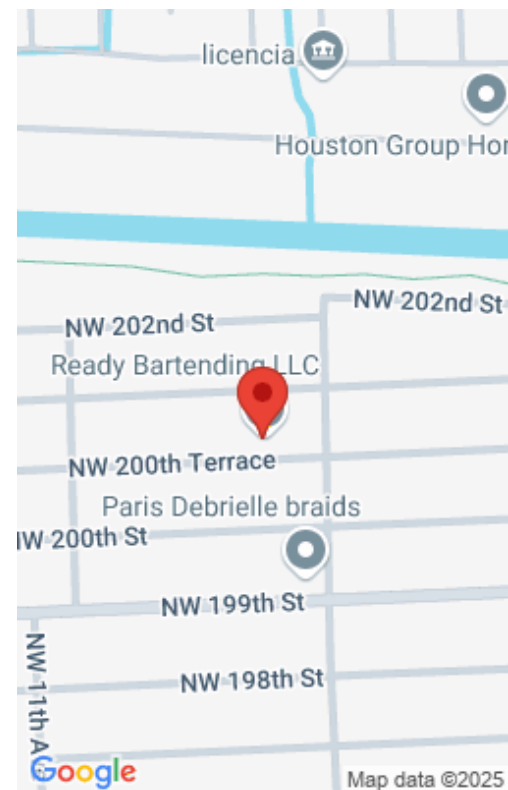 licencia
Houston Group Hor
NW 202nd St
NW 202nd St
Ready Bartending LLC
NW 200th Terrace
Paris Debrielle braids
NW 200th St
NW 199th St
NW 198th St
NW 11th A
Google
Map data ©2025